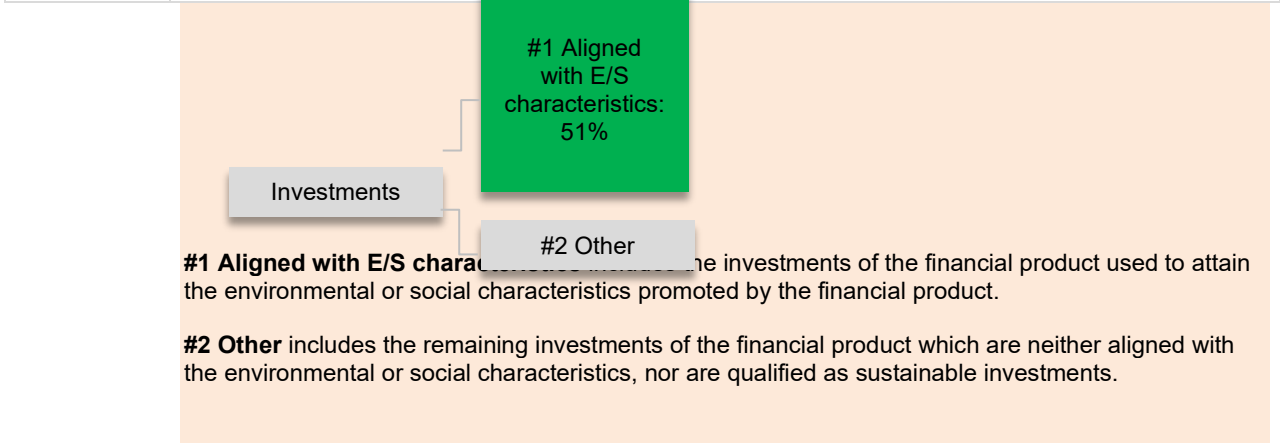 #1 Aligned
with E/S
characteristics:
51%
Investments
#2 Other
#1 Aligned with E/S investments of the financial product used to attain
the environmental or social characteristics promoted by the financial product.
#2 Other includes the remaining investments of the financial product which are neither aligned with
the environmental or social characteristics, nor are qualified as sustainable investments.